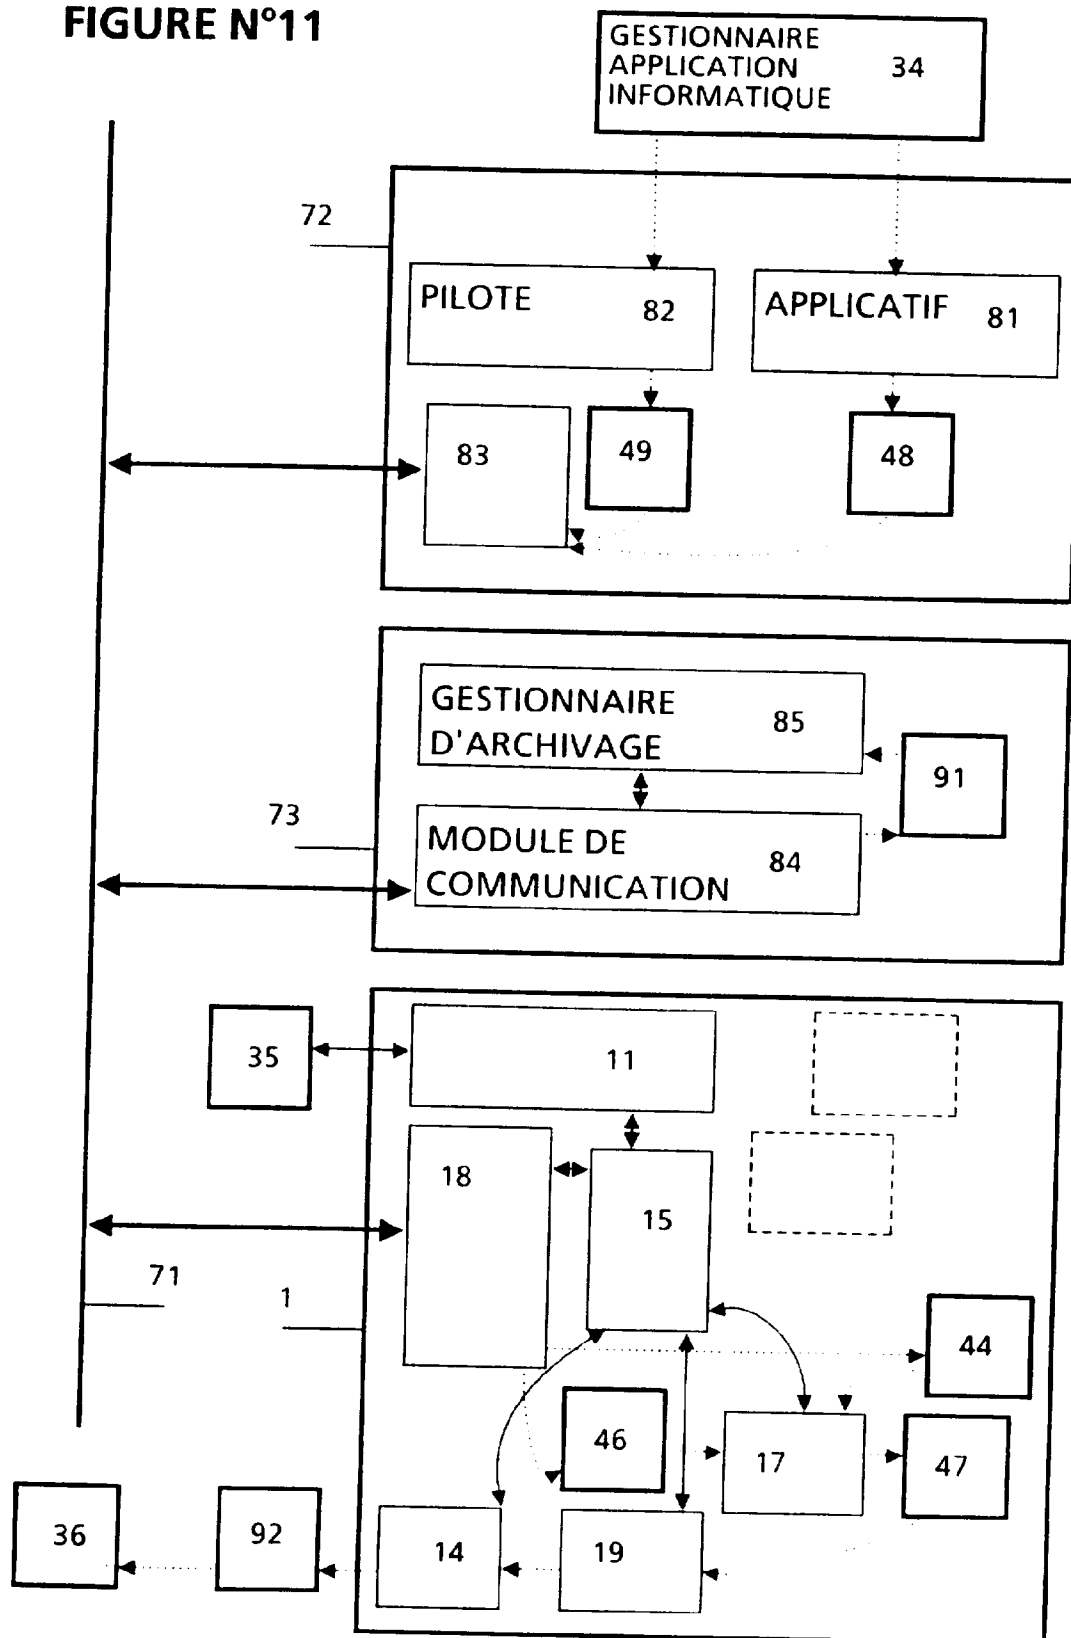 FIGURE N°11
GESTIONNAIRE
APPLICATION 34
INFORMATIQUE
72
PILOTE 82
APPLICATIF 81
83
49
48
GESTIONNAIRE
D'ARCHIVAGE 85
91
73
MODULE DE
COMMUNICATION 84
35
11
18
15
71
1
44
46
17
47
36
92
14
19